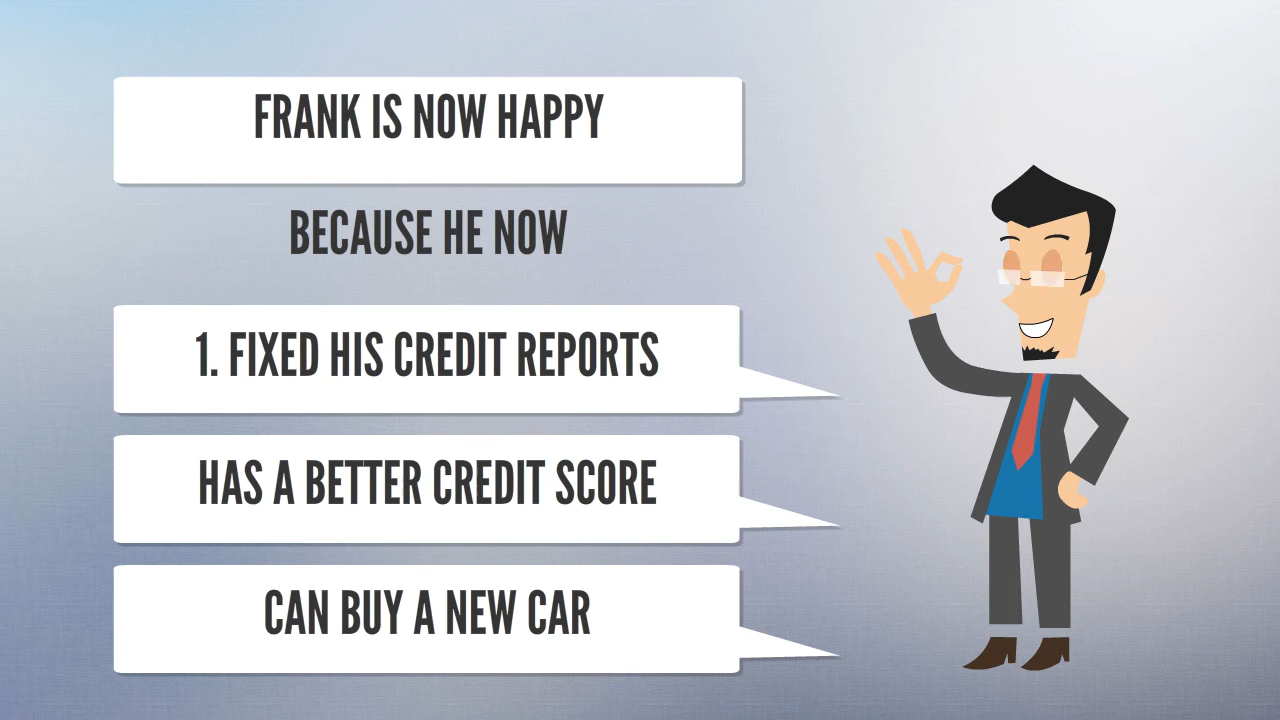 FRANK IS NOW HAPPY
BECAUSE HE NOW
1. FIXED HIS CREDIT REPORTS
HAS A BETTER CREDIT SCORE
CAN BUY A NEW CAR